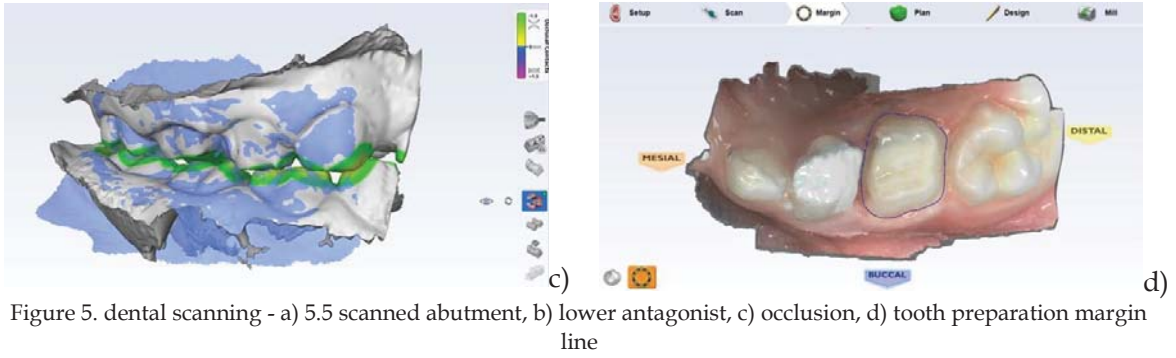 Setup Scan Margin Plan Design Mill
MESIAL
DISTAL
BUCCAL
c)
d)
Figure 5. dental scanning - a) 5.5 scanned abutment, b) lower antagonist, c) occlusion, d) tooth preparation margin
line